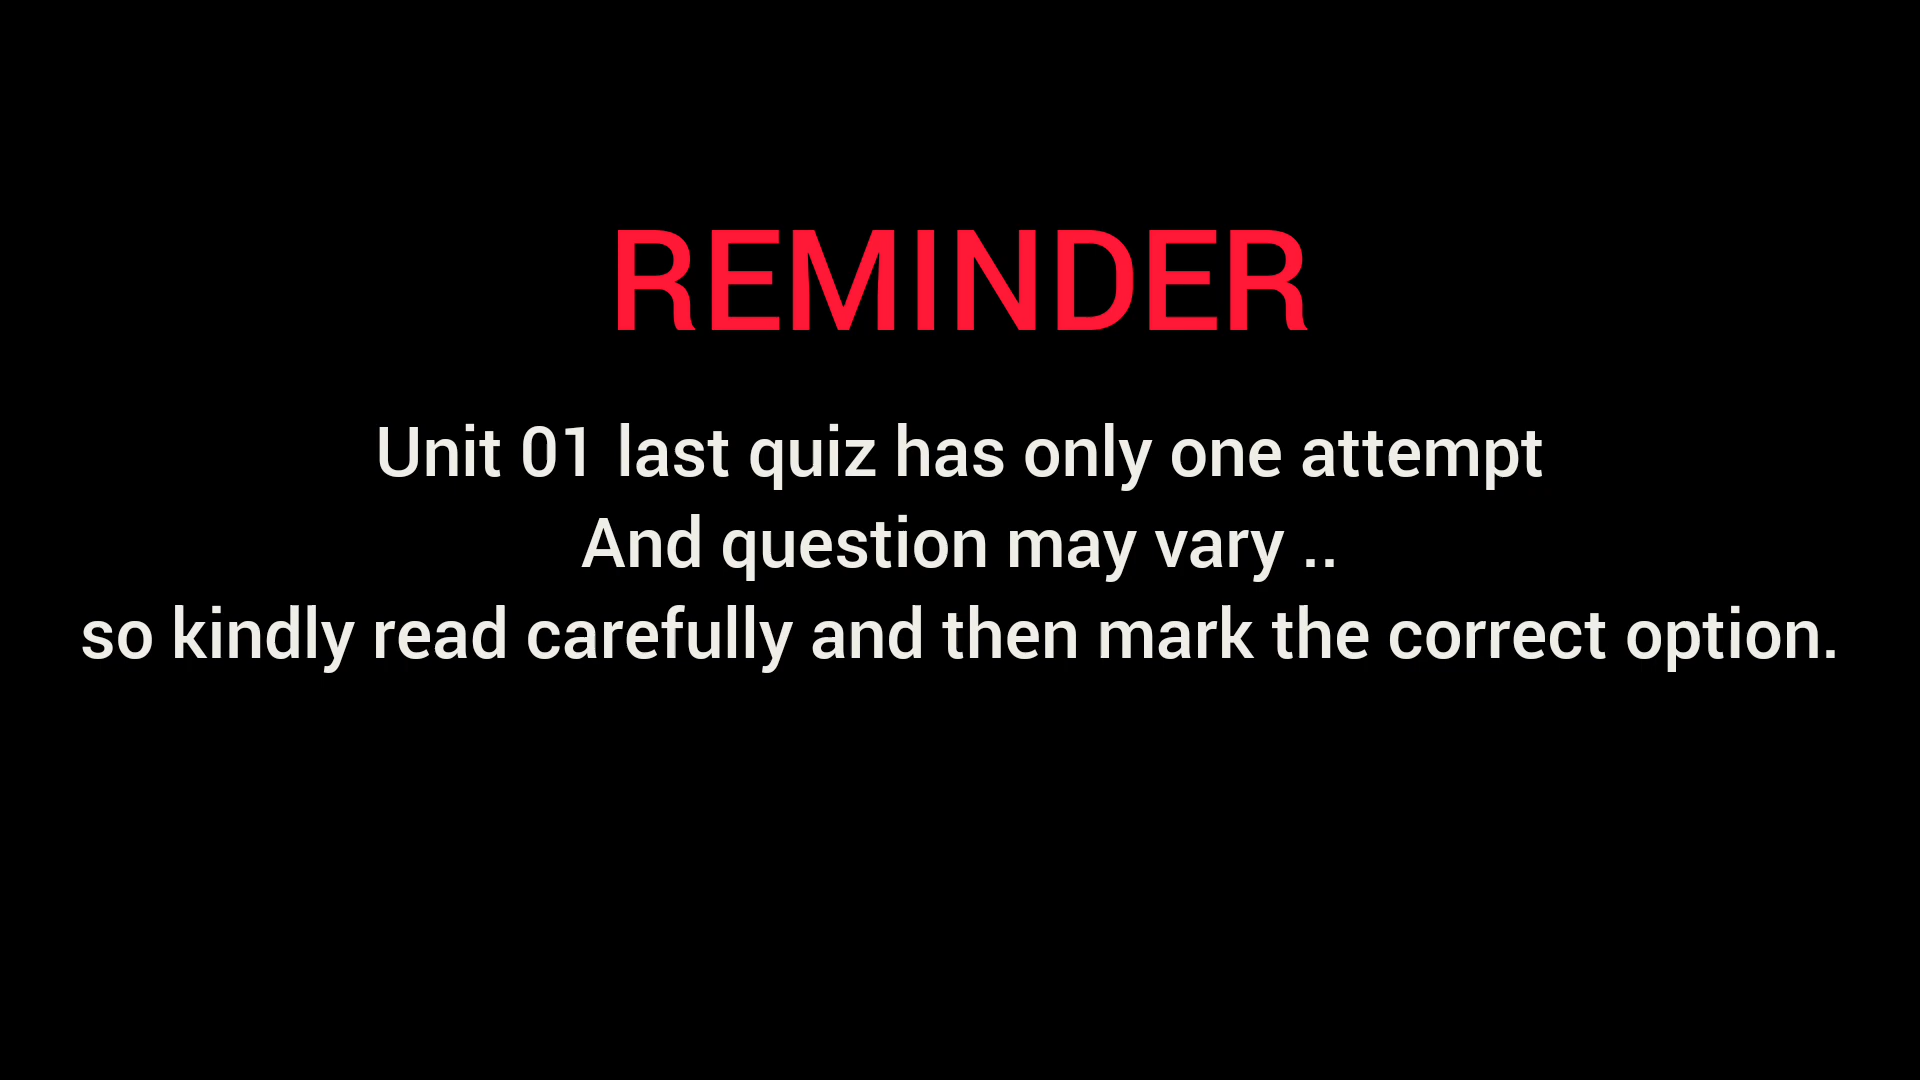 REMINDER
Unit 01 last quiz has only one attempt
And question may vary ..
so kindly read carefully and then mark the correct option.